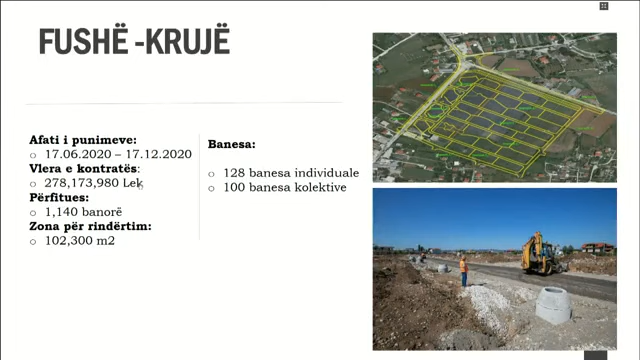 FUSHË -KRUJË
Afati i punimeve:
○ 17.06.2020 – 17.12.2020
Vlera e kontratës:
○ 278,173,980 Lek
Përfitues:
○ 1,140 banorë
Zona për rindërtim:
○ 102,300 m2
Banesa:
○ 128 banesa individuale
○ 100 banesa kolektive